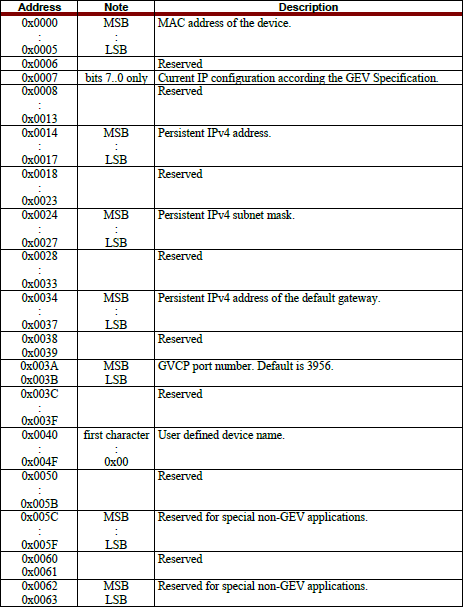 Address Note Description
0x0000 MSB MAC address of the device.
: :
0x0005 LSB
0x0006 Reserved
0x0007 bits 7..0 only Current IP configuration according the GEV Specification.
0x0008 Reserved
:
0x0013
0x0014 MSB Persistent IPv4 address.
: :
0x0017 LSB
0x0018 Reserved
:
0x0023
0x0024 MSB Persistent IPv4 subnet mask.
: :
0x0027 LSB
0x0028 Reserved
:
0x0033
0x0034 MSB Persistent IPv4 address of the default gateway.
: :
0x0037 LSB
0x0038 Reserved
0x0039
0x003A MSB GVCP port number. Default is 3956.
0x003B LSB
0x003C Reserved
:
0x003F
0x0040 first character User defined device name.
: :
0x004F 0x00
0x0050 Reserved
:
0x005B
0x005C MSB Reserved for special non-GEV applications.
: :
0x005F LSB
0x0060 Reserved
0x0061
0x0062 MSB Reserved for special non-GEV applications.
0x0063 LSB